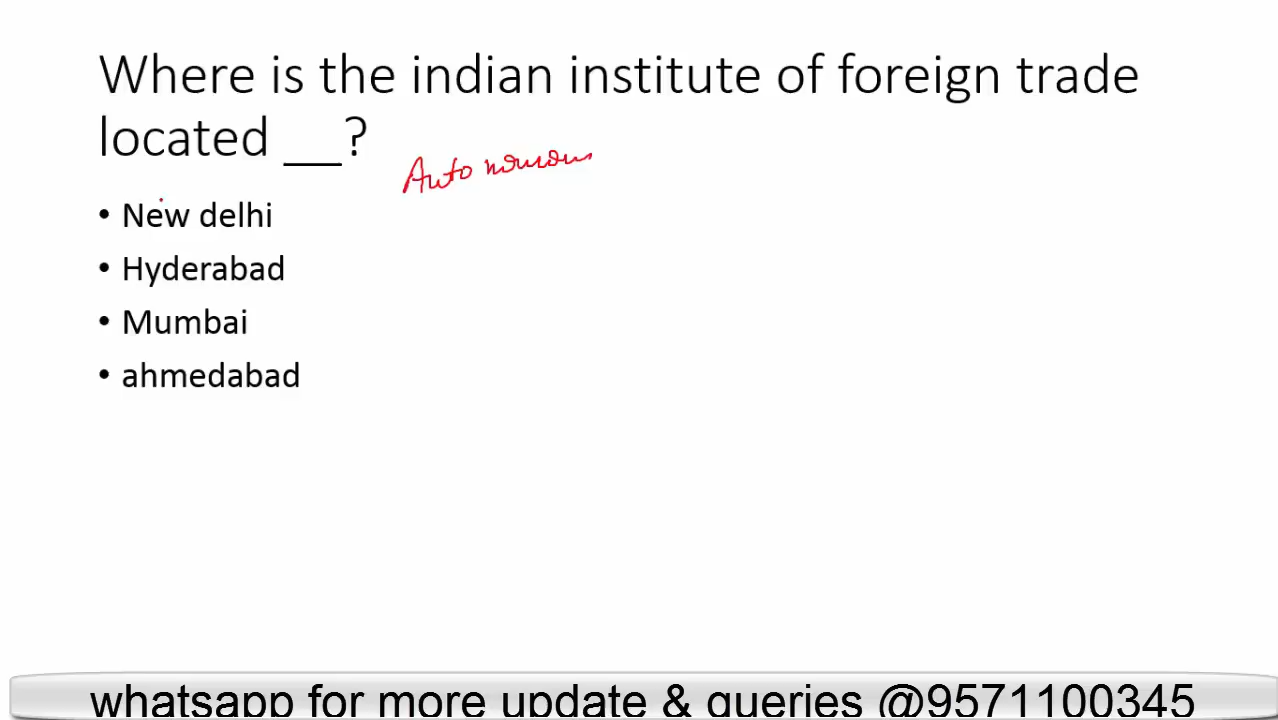 Where is the indian institute of foreign trade
located __?
Autonomous
• New delhi
• Hyderabad
• Mumbai
• ahmedabad
whatsapp for more update & queries @9571100345